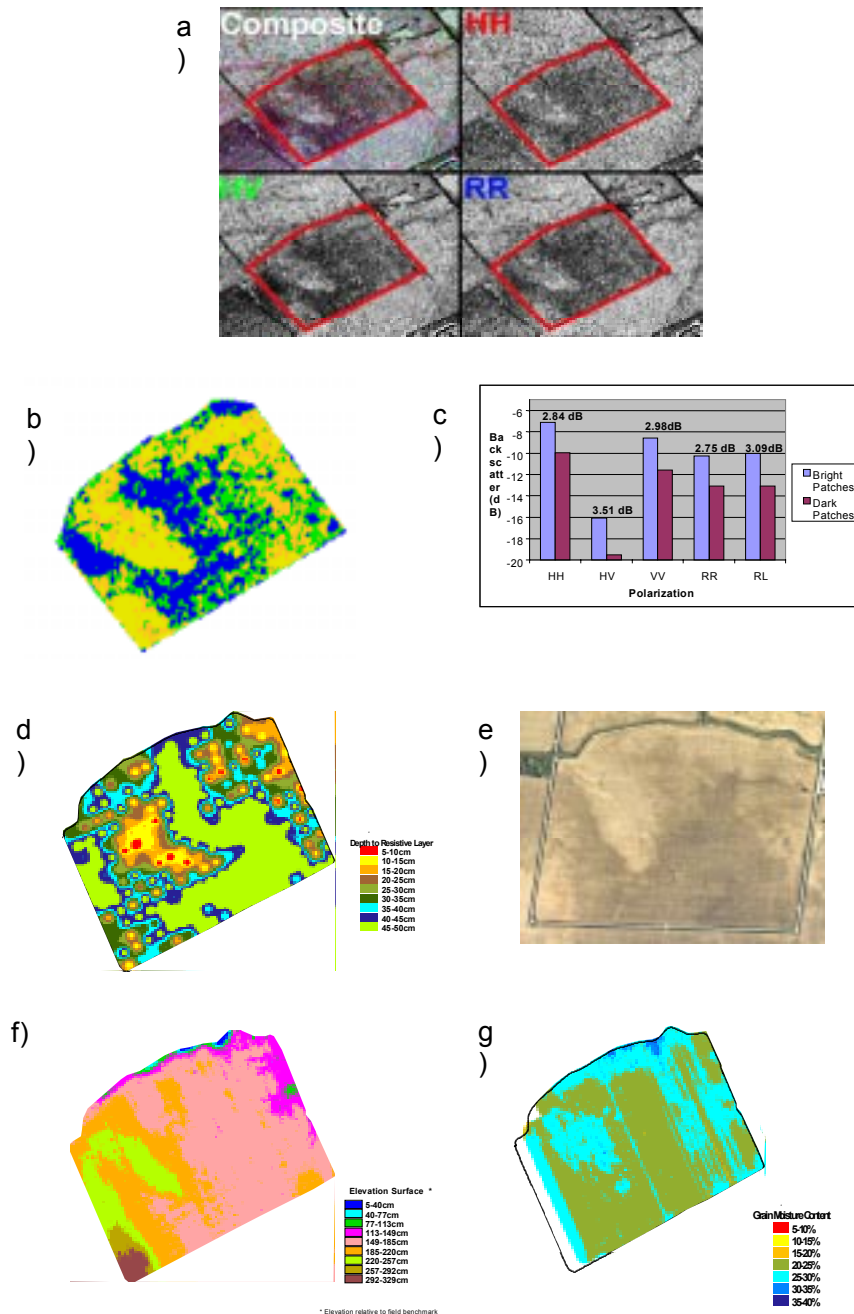 a
)
Composite
HH
HV
RR
b
)
c
)
-6
-8
-10
-12
-14
-16
-18
-20
Ba
ck
sc
att
er
(d
B)
2.84 dB
3.51 dB
2.98dB
2.75 dB
3.09dB
HH
HV
VV
RR
RL
Polarization
Bright
Patches
Dark
Patches
d
)
Depth to Resistive Layer
5-10cm
10-15cm
15-20cm
20-25cm
25-30cm
30-35cm
35-40cm
40-45cm
45-50cm
e
)
f)
Elevation Surface *
5-40cm
40-77cm
77-113cm
113-149cm
149-185cm
185-220cm
220-257cm
257-292cm
292-329cm
* Elevation relative to field benchmark
g
)
Grain Moisture Content
5-10%
10-15%
15-20%
20-25%
25-30%
30-35%
35-40%